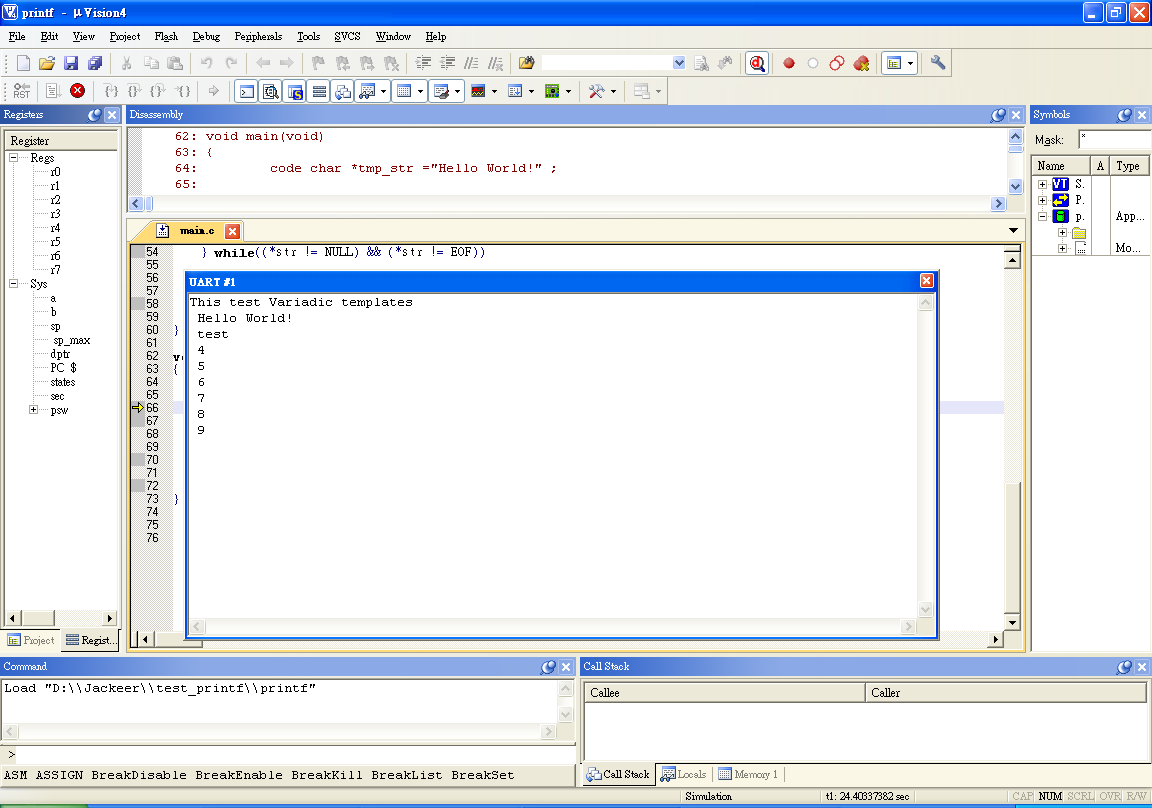 printf - µVision4
File Edit View Project Flash Debug Peripherals Tools SVCS Window Help
RST
Registers
Register
Regs
r0
r1
r2
r3
r4
r5
r6
r7
Sys
a
b
sp
sp_max
dptr
PC $
states
sec
psw
Project Regist...
Disassembly
62: void main(void)
63: {
64: code char *tmp_str ="Hello World!" ;
65:
main.c
54 } while((*str != NULL) && (*str != EOF))
55
56
57
58
59
60 }
61
62 v
63 {
64
65
66
67
68
69
70
71
72
73 }
74
75
76
UART #1
This test Variadic templates
Hello World!
test
4
5
6
7
8
9
Symbols
Mask: *
Name A Type
VT S.
P.
p. App...
Mo...
Command
Load "D:\\Jackeer\\test_printf\\printf"
>
ASM ASSIGN BreakDisable BreakEnable BreakKill BreakList BreakSet
Call Stack
Callee Caller
Call Stack Locals Memory 1
Simulation t1: 24.40337382 sec CAP NUM SCRL OVR R/W